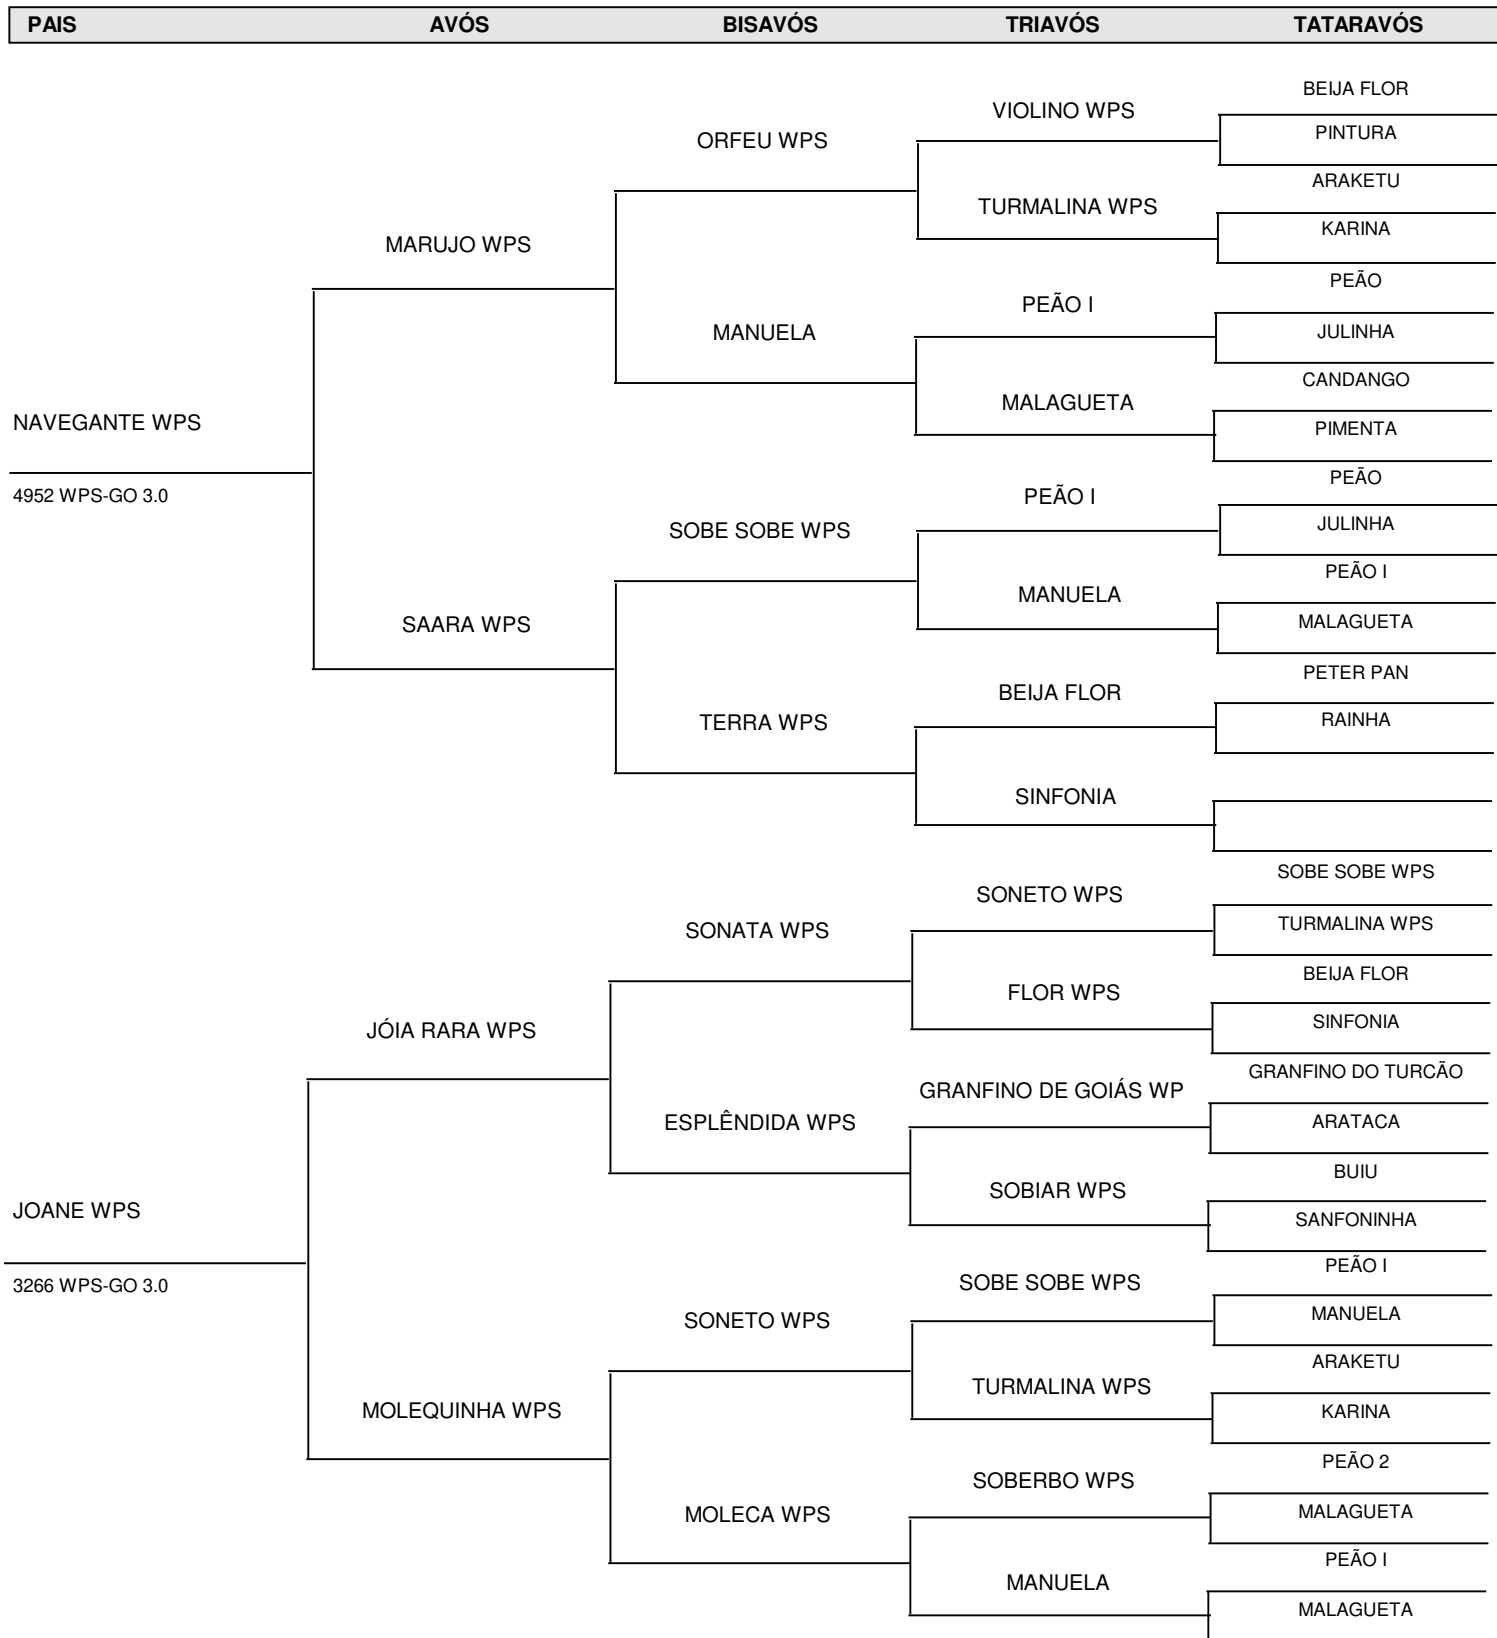 PAIS AVÓS BISAVÓS TRIAVÓS TATARAVÓS
BEIJA FLOR
VIOLINO WPS
PINTURA
ORFEU WPS
ARAKETU
TURMALINA WPS
KARINA
MARUJO WPS
PEÃO
PEÃO I
JULINHA
MANUELA
CANDANGO
MALAGUETA
PIMENTA
NAVEGANTE WPS
4952 WPS-GO 3.0
PEÃO
PEÃO I
JULINHA
SOBE SOBE WPS
PEÃO I
MANUELA
MALAGUETA
SAARA WPS
PETER PAN
BEIJA FLOR
RAINHA
TERRA WPS
SINFONIA
SOBE SOBE WPS
SONETO WPS
TURMALINA WPS
SONATA WPS
BEIJA FLOR
FLOR WPS
SINFONIA
JÓIA RARA WPS
GRANFINO DO TURCÃO
GRANFINO DE GOIÁS WP
ARATACA
ESPLÊNDIDA WPS
BUIU
SOBIAR WPS
SANFONINHA
JOANE WPS
3266 WPS-GO 3.0
PEÃO I
SOBE SOBE WPS
MANUELA
SONETO WPS
ARAKETU
TURMALINA WPS
KARINA
MOLEQUINHA WPS
PEÃO 2
SOBERBO WPS
MALAGUETA
MOLECA WPS
PEÃO I
MANUELA
MALAGUETA